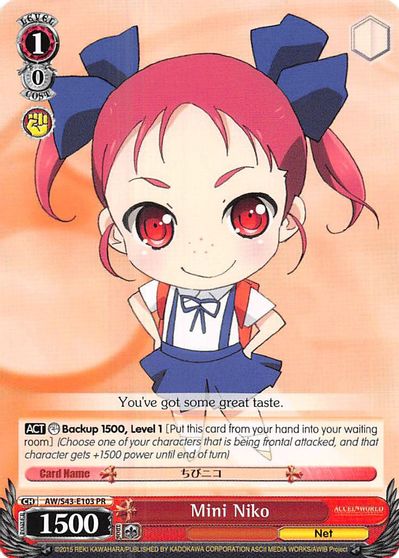 LEVEL
1
0
COST
You've got some great taste.
ACT Backup 1500, Level 1 [Put this card from your hand into your waiting
room] (Choose one of your characters that is being frontal attacked, and that
character gets +1500 power until end of turn)
Card Name ちびニコ
CH AW/S43-E103 PR
Mini Niko
ACCEL WORLD
POWER
1500
SOUL
Net
©2015 REKI KAWAHARA/PUBLISHED BY KADOKAWA CORPORATION ASCII MEDIA WORKS/AWIB Project